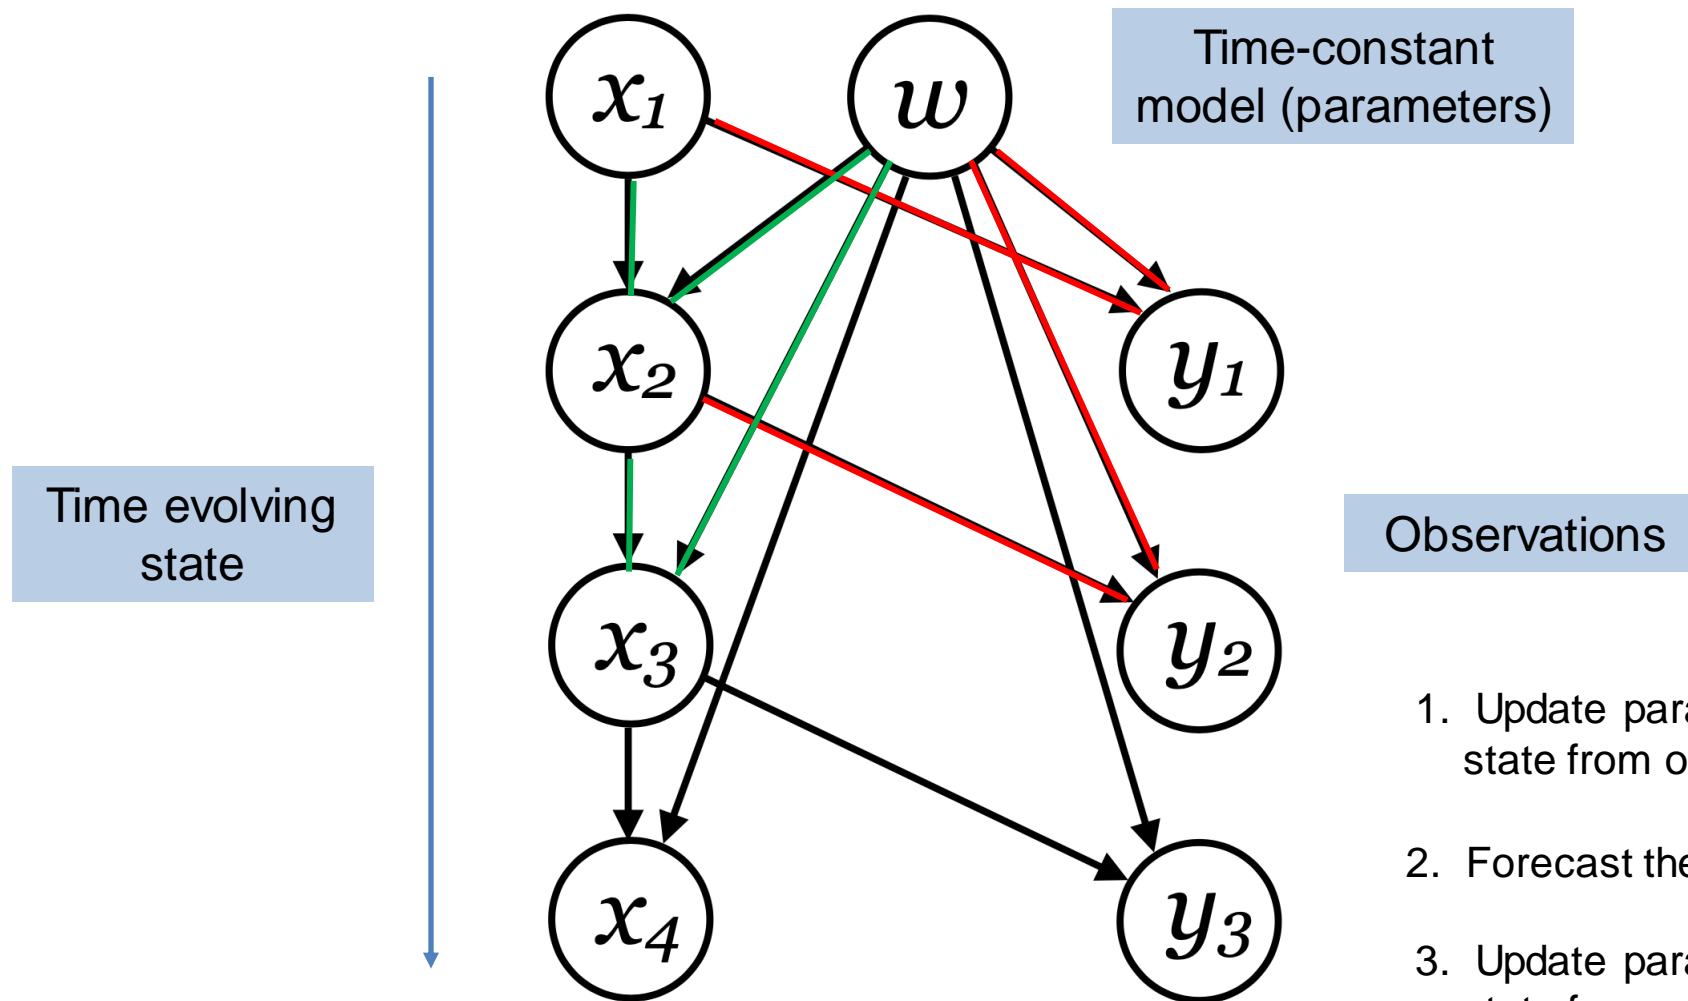 x1
w
Time-constant
model (parameters)
x2
y1
Time evolving
state
Observations
x3
y2
1. Update
state from
2. Forecast
x4
y3
3. Update